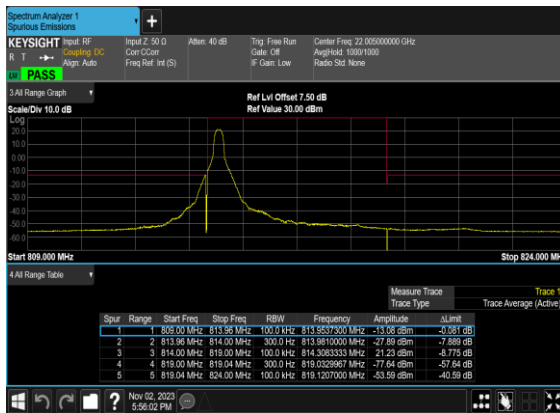 Spectrum Analyzer 1
Spurious Emissions
KEYSIGHT Input: RF Input Z: 50 Ω Atten: 40 dB Trig: Free Run Center Freq: 22.005000000 GHz
R T Coupling: DC Corr CCorr Gate: Off Avg|Hold: 1000/1000
Align: Auto Freq Ref: Int (S) IF Gain: Low Radio Std: None
PASS
3 All Range Graph
Ref Lvl Offset 7.50 dB
Scale/Div 10.0 dB Ref Value 30.00 dBm
Log
20.0
10.0
0.00
-10.0
-20.0
-30.0
-40.0
-50.0
-60.0
Start 809.000 MHz Stop 824.000 MH
4 All Range Table
Measure Trace Trace 1
Trace Type Trace Average (Active)
Spur Range Start Freq Stop Freq RBW Frequency Amplitude ΔLimit
1 1 809.00 MHz 813.96 MHz 100.0 kHz 813.9537300 MHz -13.08 dBm -0.081 dB
2 2 813.96 MHz 814.00 MHz 300.0 Hz 813.9810000 MHz -27.89 dBm -7.889 dB
3 3 814.00 MHz 819.00 MHz 100.0 kHz 814.3083333 MHz 21.23 dBm -8.775 dB
4 4 819.00 MHz 819.04 MHz 300.0 Hz 819.0329967 MHz -77.64 dBm -57.64 dB
5 5 819.04 MHz 824.00 MHz 100.0 kHz 819.1207000 MHz -53.59 dBm -40.59 dB
Nov 02, 2023
5:56:02 PM